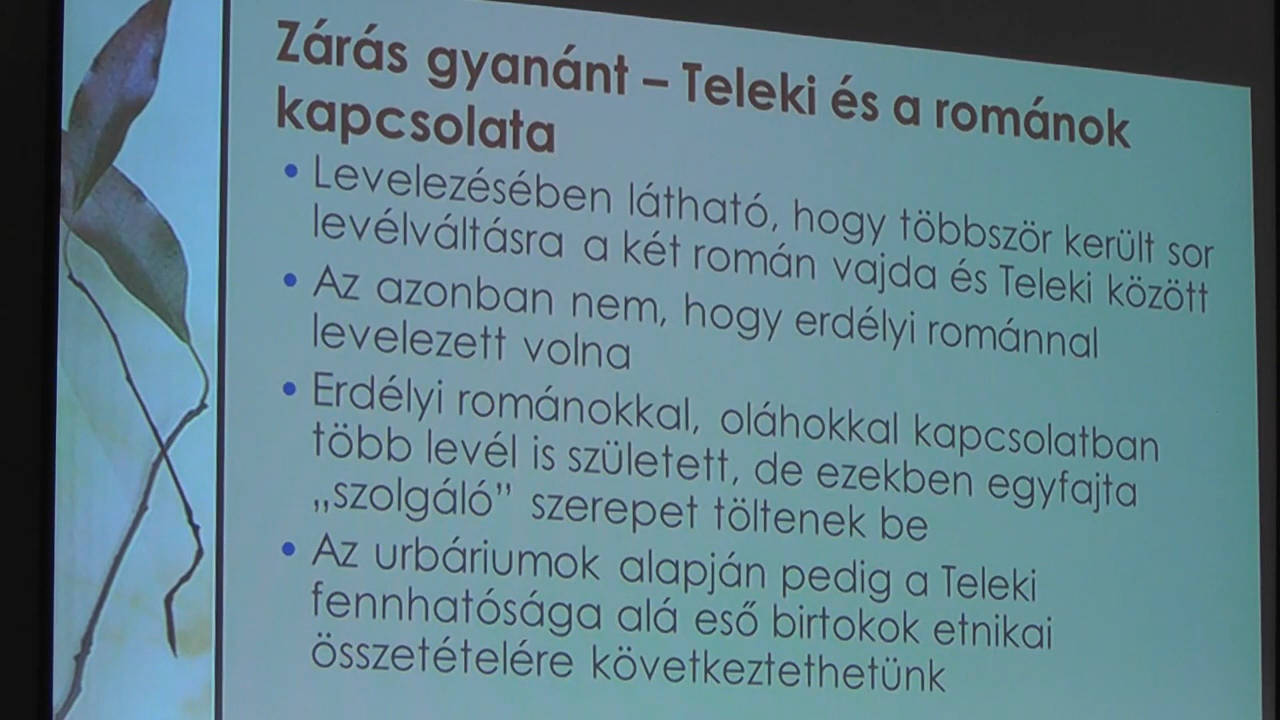 Zárás gyanánt – Teleki és a románok
kapcsolata
• Levelezésében látható, hogy többször került sor
levélváltásra a két román vajda és Teleki között
• Az azonban nem, hogy erdélyi románnal
levelezett volna
• Erdélyi románokkal, oláhokkal kapcsolatban
több levél is született, de ezekben egyfajta
„szolgáló” szerepet töltenek be
• Az urbáriumok alapján pedig a Teleki
fennhatósága alá eső birtokok etnikai
összetételére következtethetünk